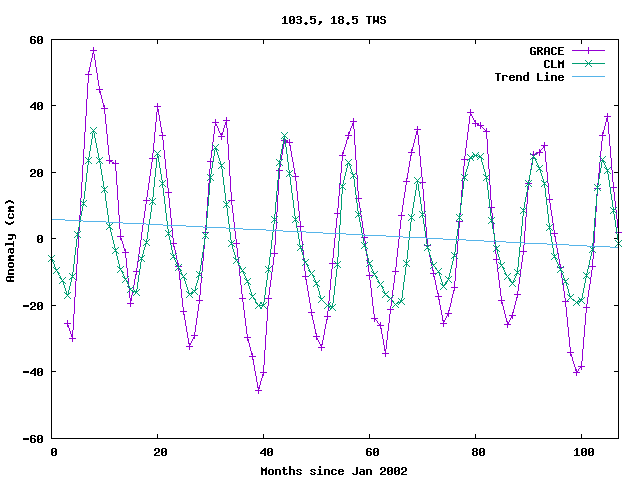 103.5, 18.5 TWS
GRACE
CLM
Trend Line
60
40
20
0
-20
-40
-60
Anomaly (cm)
0 20 40 60 80 100
Months since Jan 2002